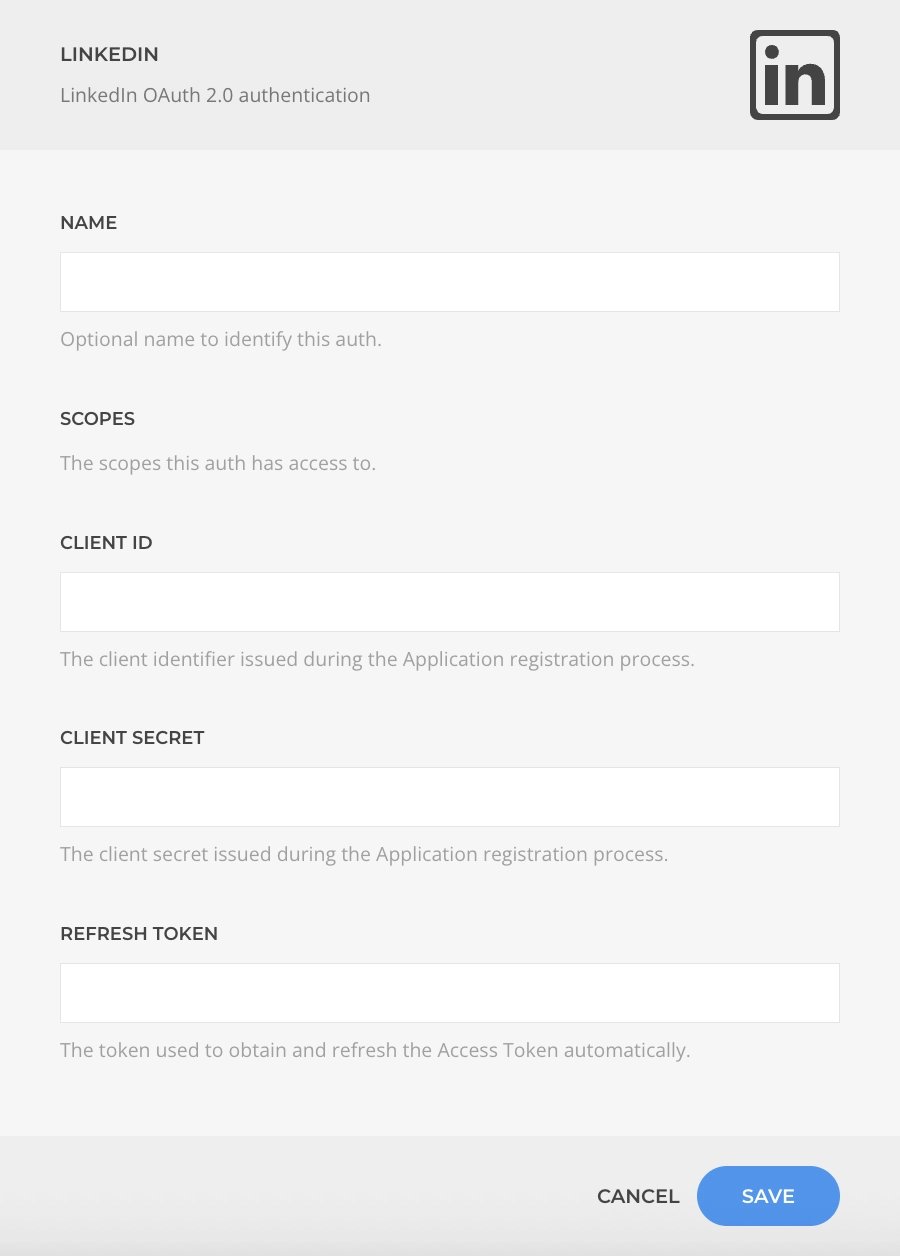 LINKEDIN
LinkedIn OAuth 2.0 authentication
in
NAME
Optional name to identify this auth.
SCOPES
The scopes this auth has access to.
CLIENT ID
The client identifier issued during the Application registration process.
CLIENT SECRET
The client secret issued during the Application registration process.
REFRESH TOKEN
The token used to obtain and refresh the Access Token automatically.
CANCEL SAVE